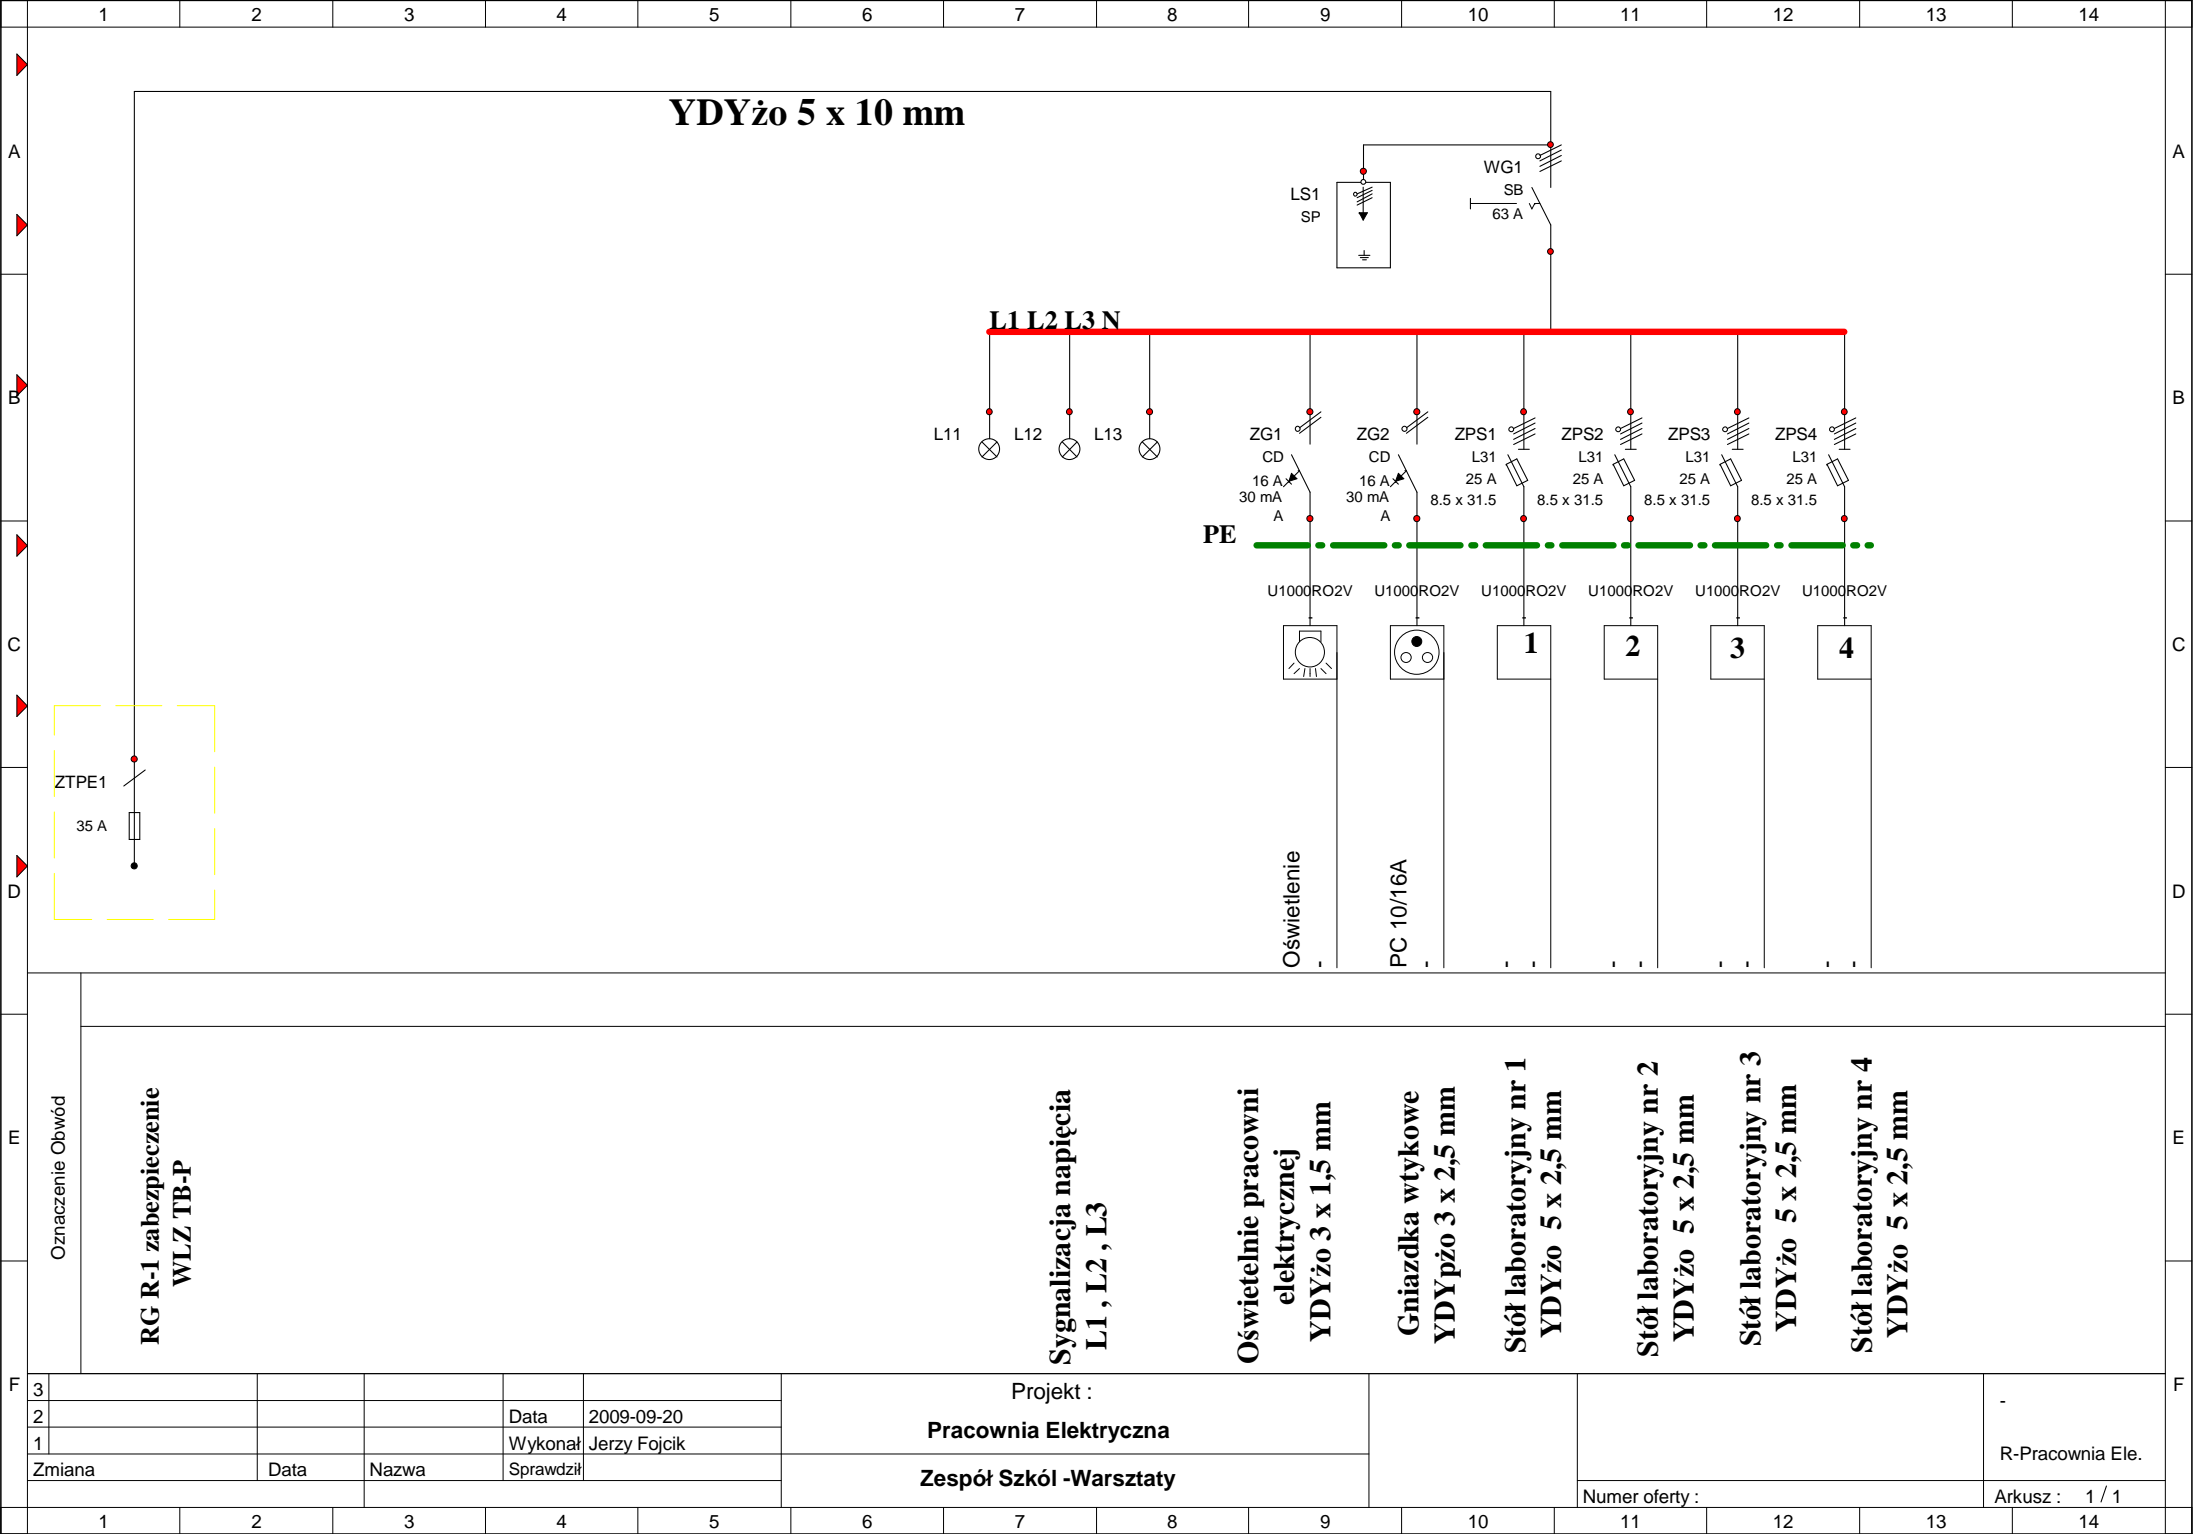 1 2 3 4 5 6 7 8 9 10 11 12 13 14
YDYżo 5 x 10 mm
A
A
WG1
SB
63 A
LS1
SP
L1 L2 L3 N
B
B
L11
L12
L13
ZG1
CD
16 A
30 mA
A
ZG2
CD
16 A
30 mA
A
ZPS1
L31
25 A
8.5 x 31.5
ZPS2
L31
25 A
8.5 x 31.5
ZPS3
L31
25 A
8.5 x 31.5
ZPS4
L31
25 A
8.5 x 31.5
PE
U1000RO2V U1000RO2V U1000RO2V U1000RO2V U1000RO2V U1000RO2V
- - - - - -
C
1 2 3 4
C
ZTPE1
35 A
D
D
Oświetlenie
-
PC 10/16A
-
- -
- -
- -
- -
E
E
Oznaczenie Obwód
RG R-1 zabezpieczenie
WLZ TB-P
Sygnalizacja napięcia
L1 , L2 , L3
Oświetelnie pracowni
elektrycznej
YDYżo 3 x 1,5 mm
Gniazdka wtykowe
YDYpżo 3 x 2,5 mm
Stół laboratoryjny nr 1
YDYżo 5 x 2,5 mm
Stół laboratoryjny nr 2
YDYżo 5 x 2,5 mm
Stół laboratoryjny nr 3
YDYżo 5 x 2,5 mm
Stół laboratoryjny nr 4
YDYżo 5 x 2,5 mm
F
F
3
2 Data 2009-09-20
1 Wykonał Jerzy Fojcik
Zmiana Data Nazwa Sprawdził
Projekt :
Pracownia Elektryczna
Zespół Szkól -Warsztaty
Numer oferty :
-
R-Pracownia Ele.
Arkusz : 1 / 1
1 2 3 4 5 6 7 8 9 10 11 12 13 14